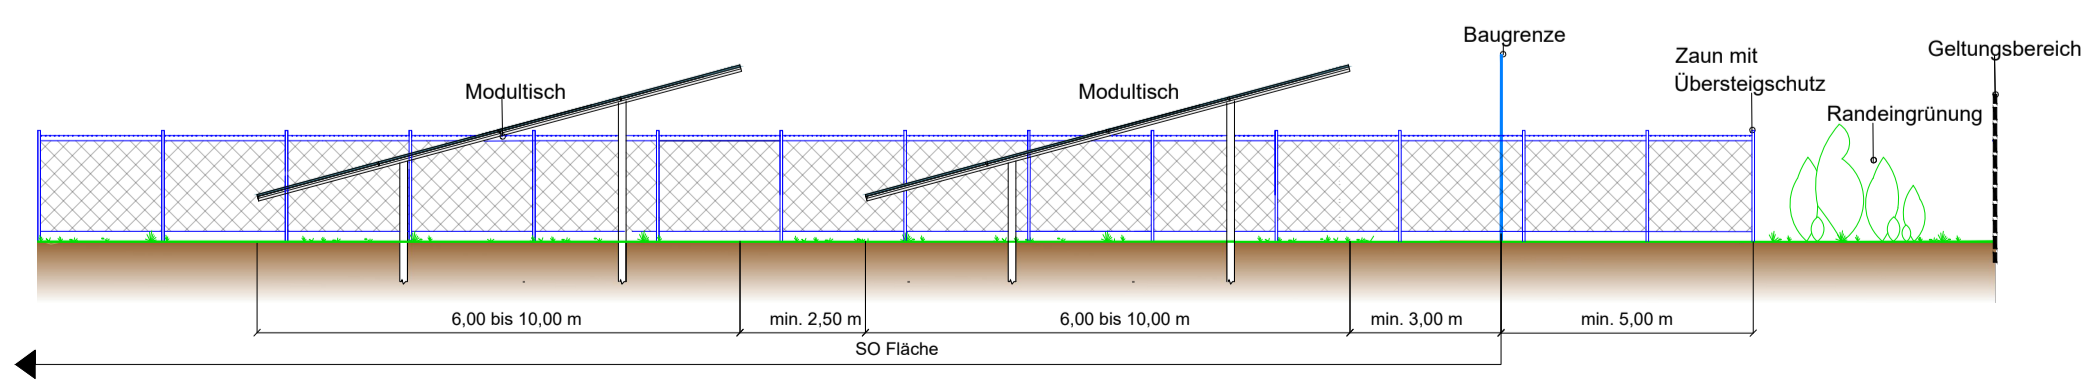 Baugrenze
Geltungsbereich
Zaun mit
Übersteigschutz
Modultisch
Modultisch
Randeingrünung
6,00 bis 10,00 m
min. 2,50 m
6,00 bis 10,00 m
min. 3,00 m
min. 5,00 m
SO Fläche